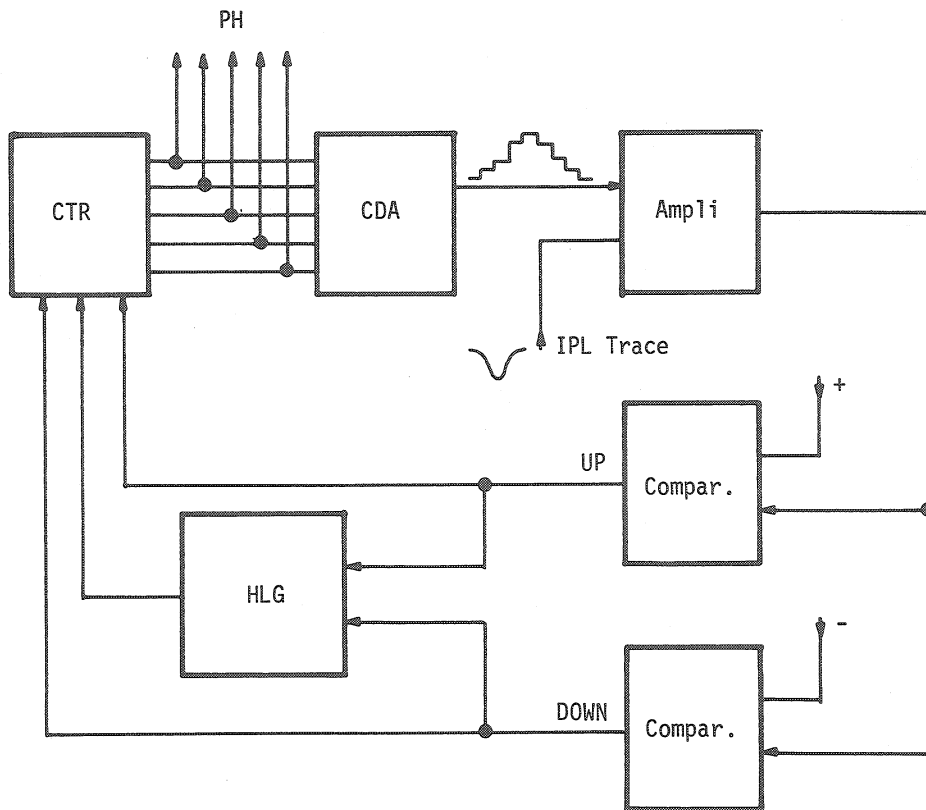 PH
CTR
CDA
Ampli
IPL Trace
+
UP
Compar.
HLG
-
DOWN
Compar.